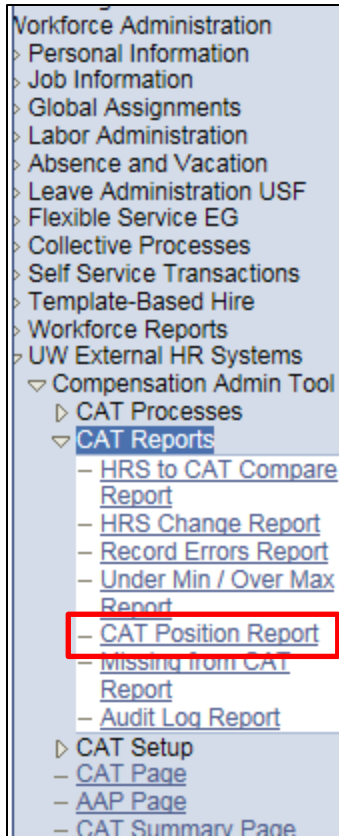 Workforce Administration
Personal Information
Job Information
Global Assignments
Labor Administration
Absence and Vacation
Leave Administration USF
Flexible Service EG
Collective Processes
Self Service Transactions
Template-Based Hire
Workforce Reports
UW External HR Systems
Compensation Admin Tool
CAT Processes
CAT Reports
– HRS to CAT Compare
Report
– HRS Change Report
– Record Errors Report
– Under Min / Over Max
Report
– CAT Position Report
– Missing from CAT
Report
– Audit Log Report
CAT Setup
– CAT Page
– AAP Page
– CAT Summary Page